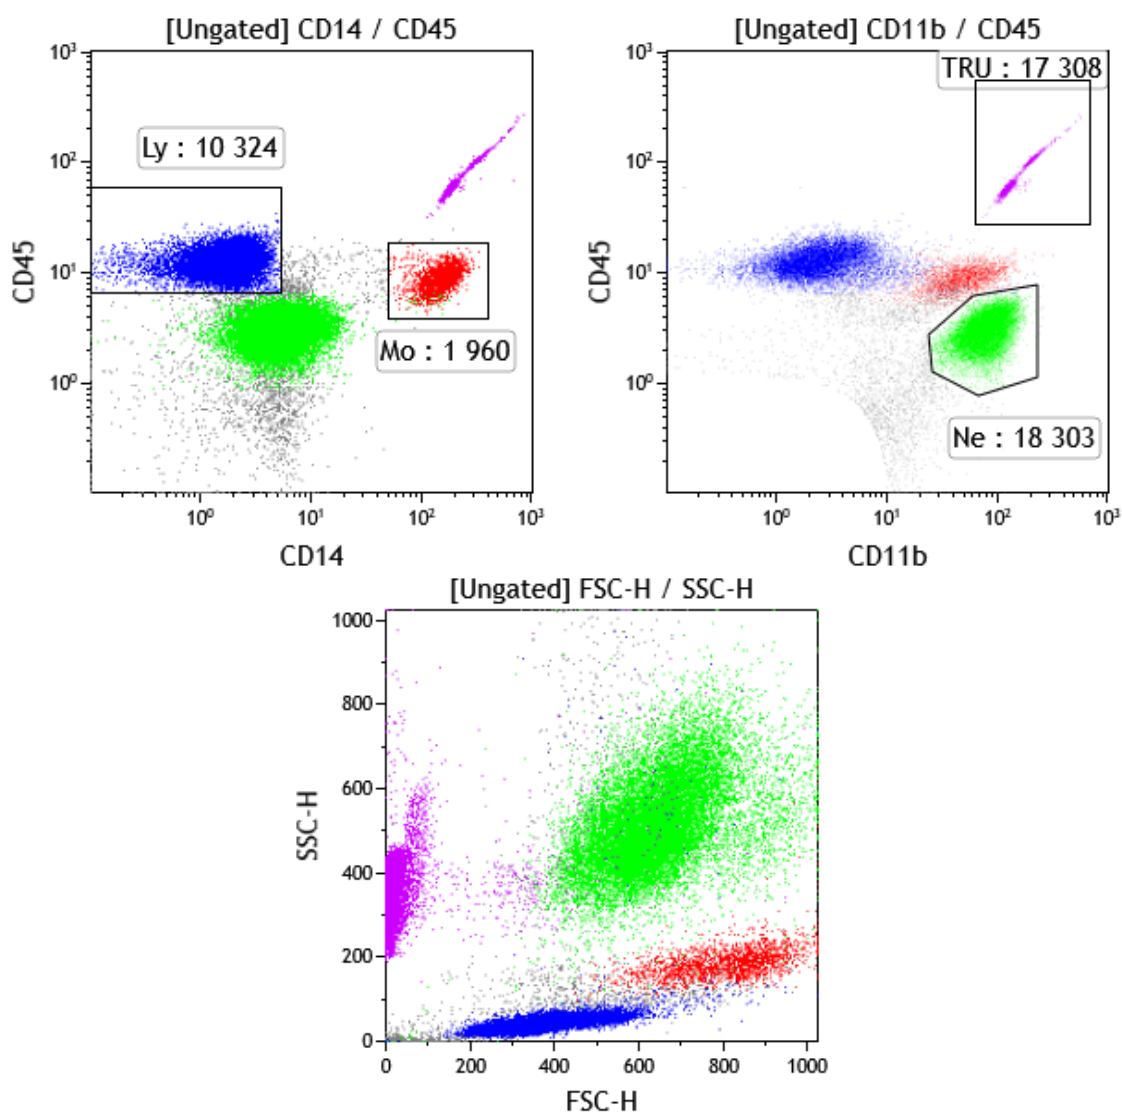 [Ungated] CD14 / CD45
10³
10²
10¹
10⁰
CD45
Ly : 10 324
Mo : 1 960
10⁰ 10¹ 10² 10³
CD14
[Ungated] CD11b / CD45
10³
10²
10¹
10⁰
CD45
TRU : 17 308
Ne : 18 303
10⁰ 10¹ 10² 10³
CD11b
[Ungated] FSC-H / SSC-H
1000
800
600
400
200
0
SSC-H
0 200 400 600 800 1000
FSC-H